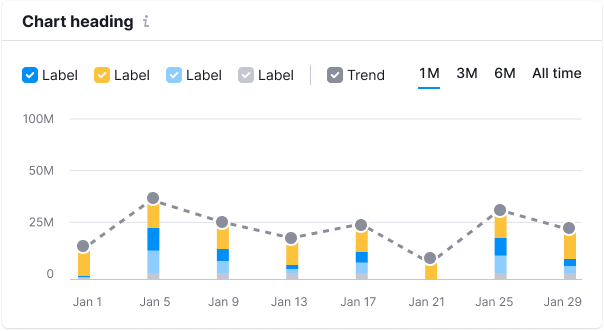 Chart heading i
Label Label Label Label Trend 1M 3M 6M All time
100M
50M
25M
0
Jan 1 Jan 5 Jan 9 Jan 13 Jan 17 Jan 21 Jan 25 Jan 29